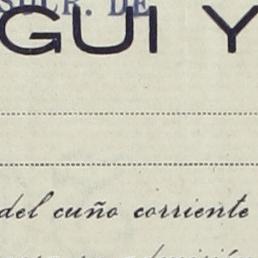 SUCR. DE
GUI Y
del cuño corriente